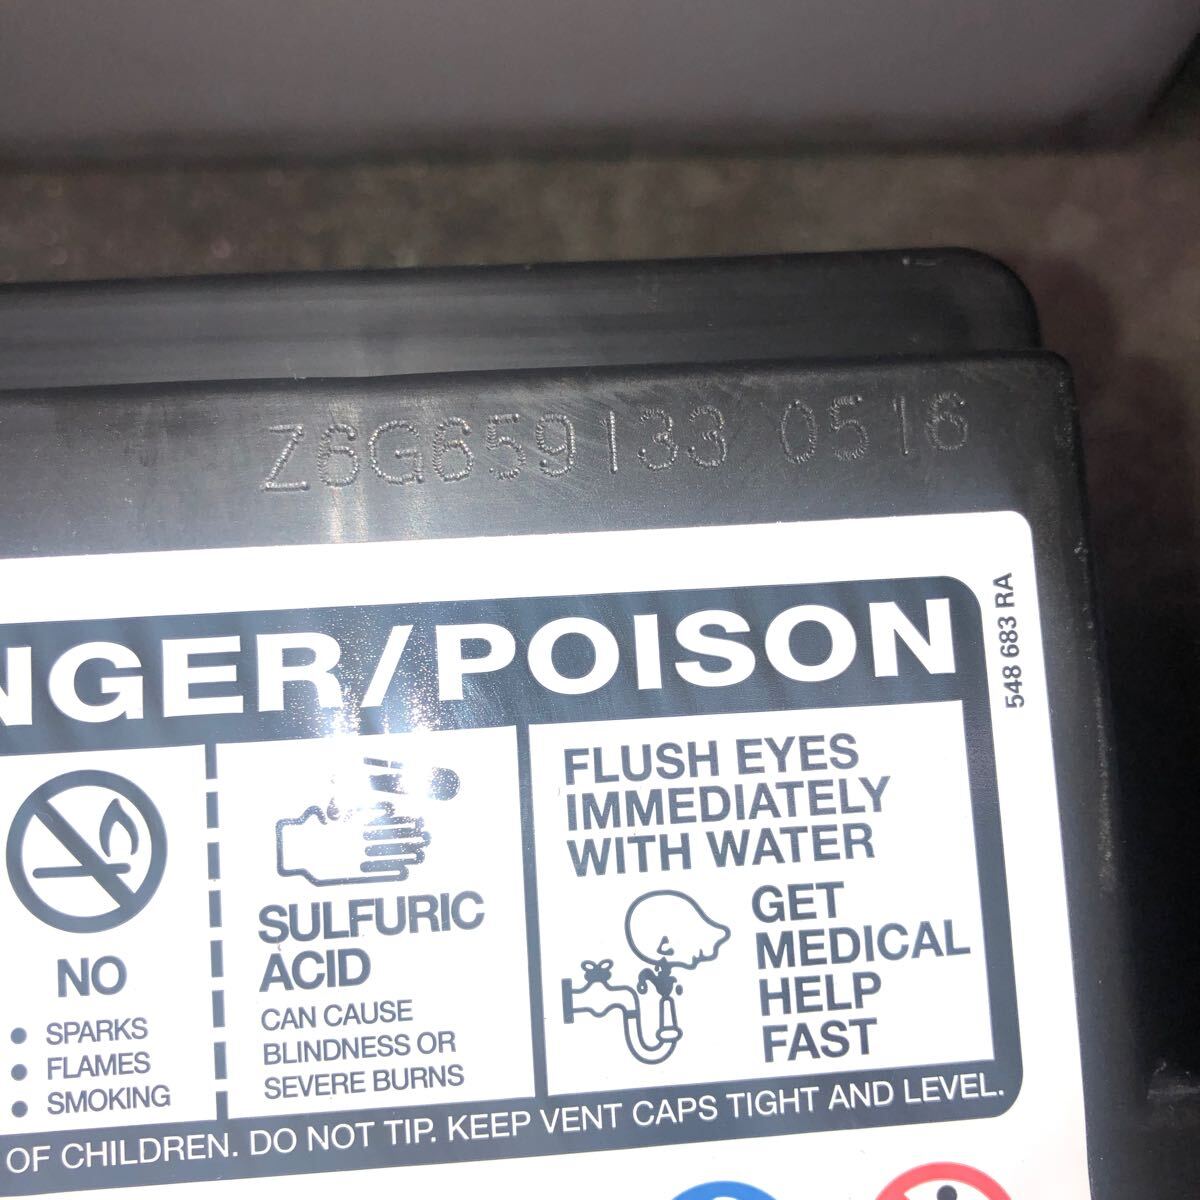 Z6G659133 0516
NGER/POISON
548 683 RA
NO
• SPARKS
• FLAMES
• SMOKING
SULFURIC
ACID
CAN CAUSE
BLINDNESS OR
SEVERE BURNS
FLUSH EYES
IMMEDIATELY
WITH WATER
GET
MEDICAL
HELP
FAST
OF CHILDREN. DO NOT TIP. KEEP VENT CAPS TIGHT AND LEVEL.